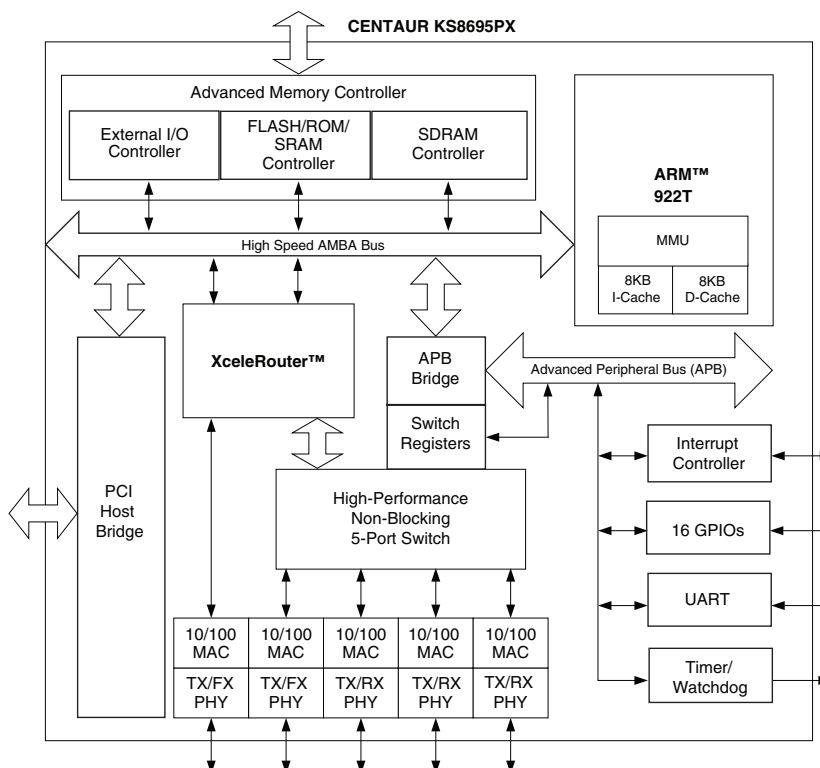 CENTAUR KS8695PX
Advanced Memory Controller
External I/O
Controller
FLASH/ROM/
SRAM
Controller
SDRAM
Controller
ARM™
922T
MMU
8KB
I-Cache
8KB
D-Cache
High Speed AMBA Bus
XceleRouter™
APB
Bridge
Advanced Peripheral Bus (APB)
Switch
Registers
PCI
Host
Bridge
High-Performance
Non-Blocking
5-Port Switch
Interrupt
Controller
16 GPIOs
UART
Timer/
Watchdog
10/100
MAC
10/100
MAC
10/100
MAC
10/100
MAC
10/100
MAC
TX/FX
PHY
TX/FX
PHY
TX/RX
PHY
TX/RX
PHY
TX/RX
PHY